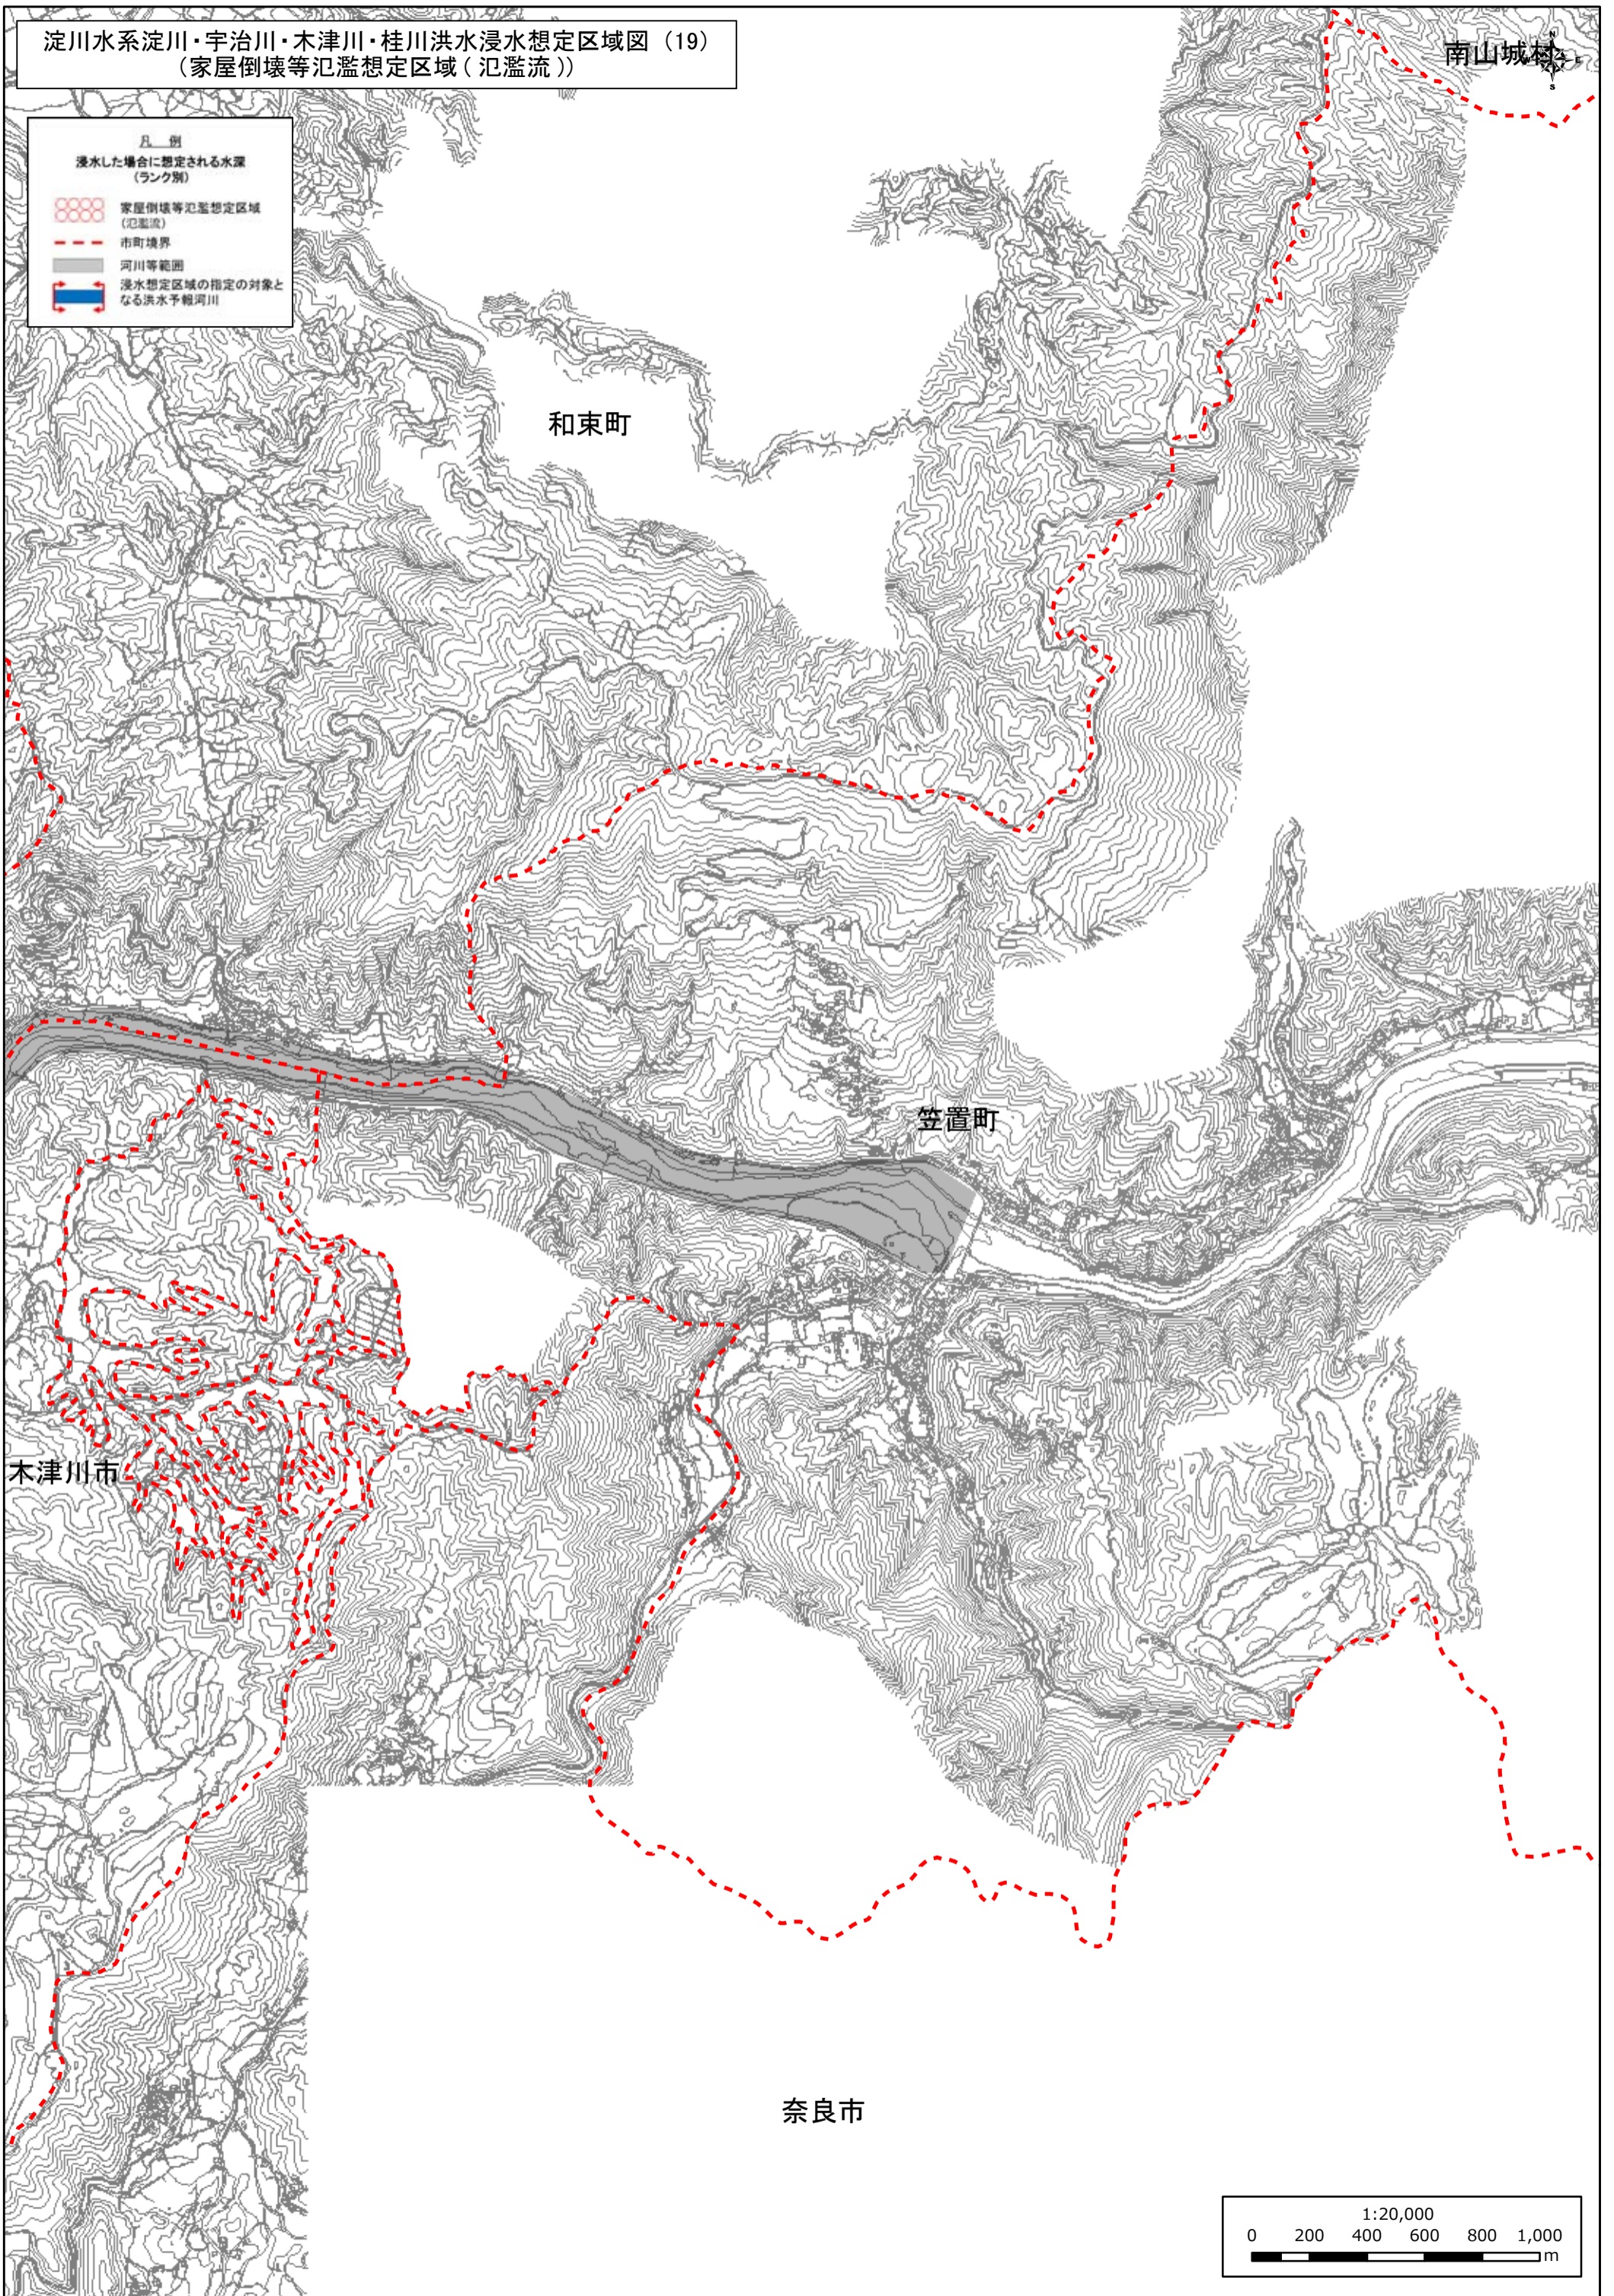 淀川水系淀川・宇治川・木津川・桂川洪水浸水想定区域図（19）
（家屋倒壊等氾濫想定区域（氾濫流））
南山城村
N
E
S
凡　例
浸水した場合に想定される水深
（ランク別）
家屋倒壊等氾濫想定区域
（氾濫流）
市町境界
河川等範囲
浸水想定区域の指定の対象と
なる洪水予報河川
和束町
笠置町
木津川市
奈良市
1:20,000
0 200 400 600 800 1,000
m